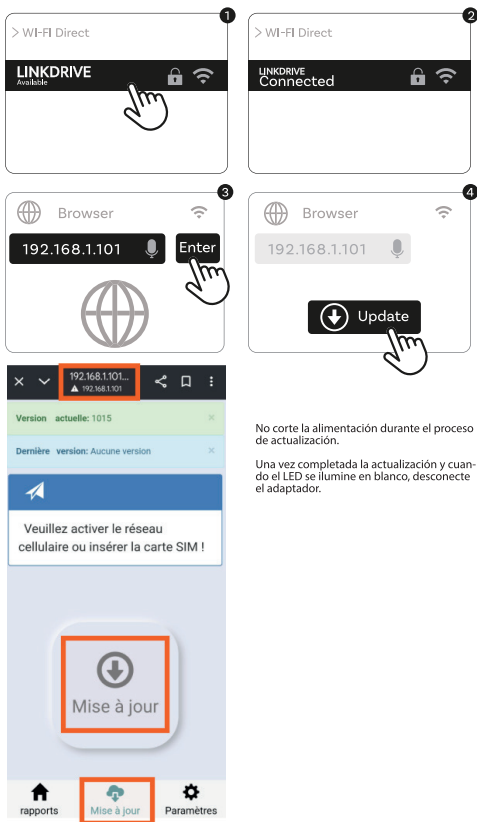 1
> WI-FI Direct
LINKDRIVE
Available
2
> WI-FI Direct
LINKDRIVE
Connected
3
Browser
192.168.1.101
Enter
4
Browser
192.168.1.101
Update
192.168.1.101...
192.168.1.101
Version actuelle: 1015
Dernière version: Aucune version
Veuillez activer le réseau
cellulaire ou insérer la carte SIM !
Mise à jour
rapports
Mise à jour
Paramètres
No corte la alimentación durante el proceso
de actualización.
Una vez completada la actualización y cuan-
do el LED se ilumine en blanco, desconecte
el adaptador.